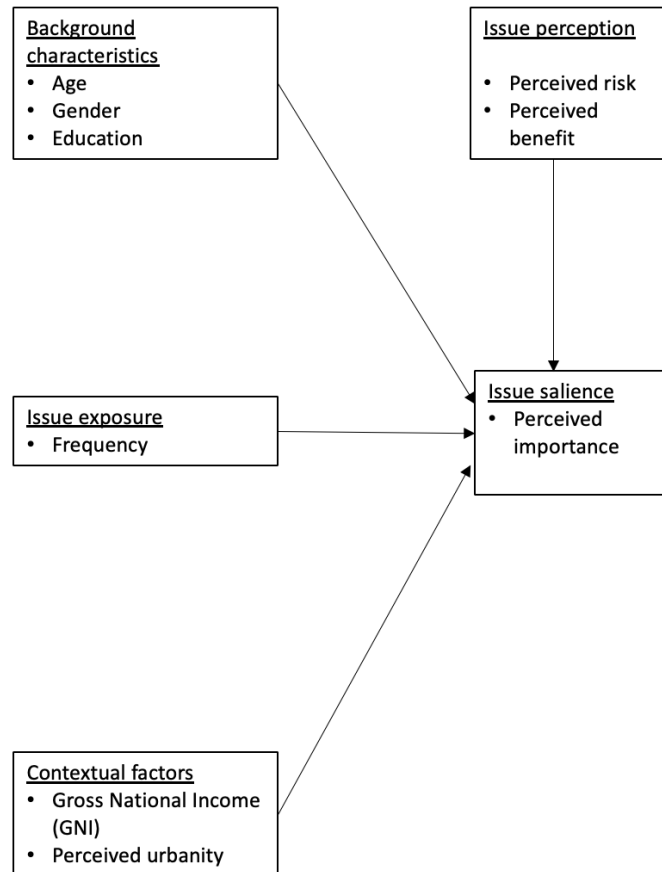 Background
characteristics
• Age
• Gender
• Education
Issue perception
• Perceived risk
• Perceived
benefit
Issue exposure
• Frequency
Issue salience
• Perceived
importance
Contextual factors
• Gross National Income
(GNI)
• Perceived urbanity